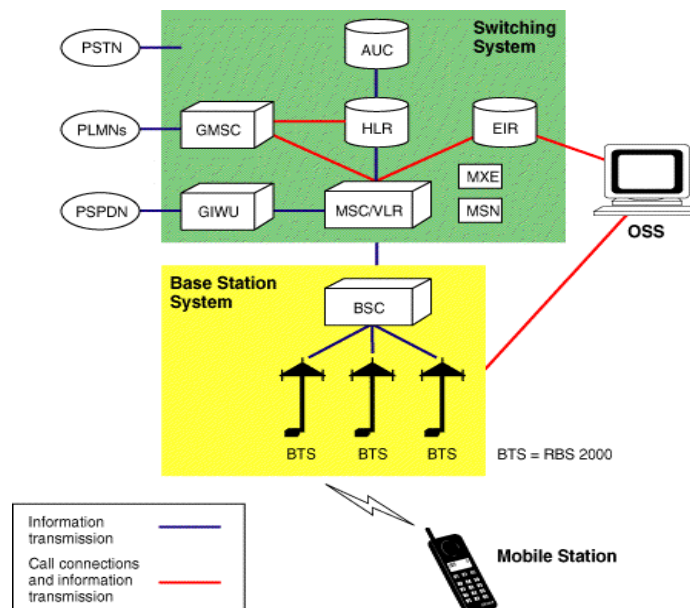 Switching
System
PSTN
AUC
PLMNs
GMSC
HLR
EIR
MXE
PSPDN
GIWU
MSC/VLR
MSN
OSS
Base Station
System
BSC
BTS
BTS
BTS
BTS = RBS 2000
Information
transmission
Call connections
and information
transmission
Mobile Station